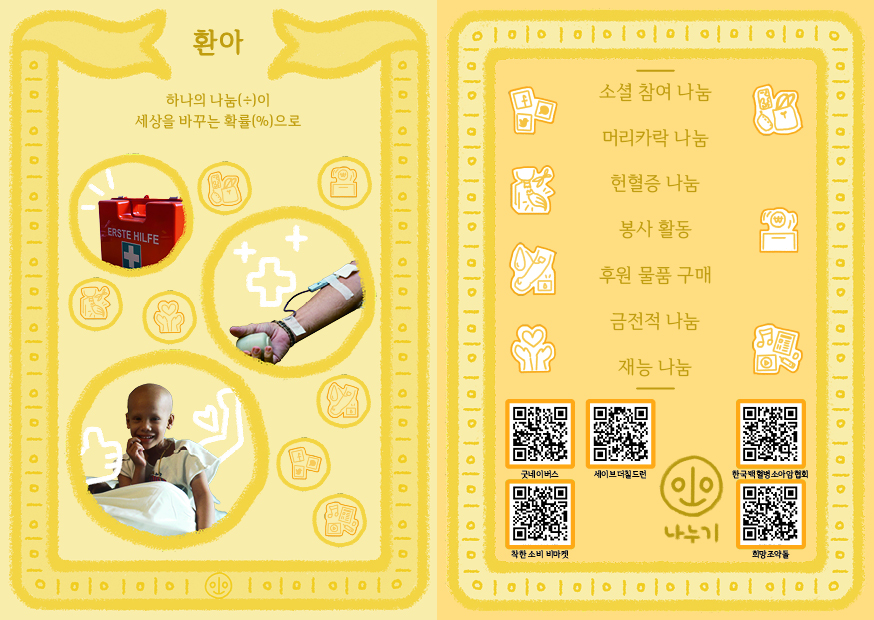 환아
하나의 나눔(÷)이
세상을 바꾸는 확률(%)으로
ERSTE HILFE
소셜 참여 나눔
머리카락 나눔
헌혈증 나눔
봉사 활동
후원 물품 구매
금전적 나눔
재능 나눔
굿네이버스
세이브더칠드런
한국백혈병소아암협회
나누기
착한 소비 비마켓
희망조약돌